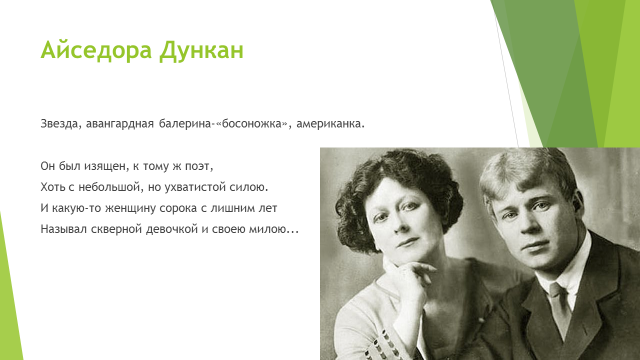 Айседора Дункан
Звезда, авангардная балерина-«босоножка», американка.
Он был изящен, к тому ж поэт,
Хоть с небольшой, но ухватистой силою.
И какую-то женщину сорока с лишним лет
Называл скверной девочкой и своею милою...